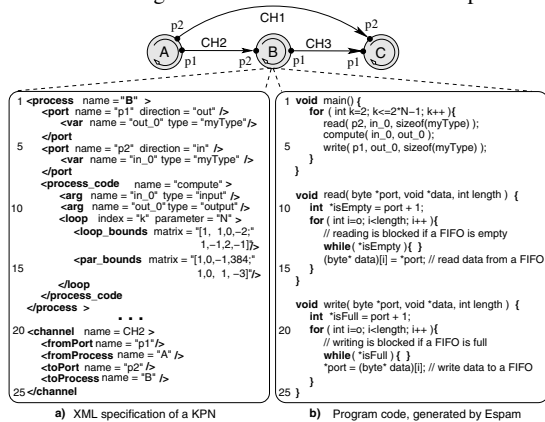 p2 CH1 p2
A CH2 B CH3 C
p1 p2 p1 p1
1 <process name = "B" >
<port name = "p1" direction = "out" />
<var name = "out_0" type = "myType" />
</port
5 <port name = "p2" direction = "in" />
<var name = "in_0" type = "myType" />
</port
<process_code name = "compute" >
<arg name = "in_0" type = "input" />
10 <arg name = "out_0" type = "output" />
<loop index = "k" parameter = "N" >
<loop_bounds matrix = "[1, 1,0,-2;"
1,-1,2,-1]"/>
<par_bounds matrix = "[1,0,-1,384;"
15 1,0, 1, -3]"/>
</loop
</process_code
</process >
. . .
20 <channel name = CH2 >
<fromPort name = "p1"/>
<fromProcess name = "A" />
<toPort name = "p2" />
<toProcess name = "B" />
25 </channel
a) XML specification of a KPN
1 void main() {
for ( int k=2; k<=2*N-1; k++ ){
read( p2, in_0, sizeof(myType) );
compute( in_0, out_0 );
5 write( p1, out_0, sizeof(myType) );
}
}
void read( byte *port, void *data, int length ) {
10 int *isEmpty = port + 1;
for ( int i=o; i<length; i++ ){
// reading is blocked if a FIFO is empty
while( *isEmpty ){ }
(byte* data)[i] = *port; // read data from a FIFO
15 }
}
void write( byte *port, void *data, int length ) {
int *isFull = port + 1;
20 for ( int i=o; i<length; i++ ){
// writing is blocked if a FIFO is full
while( *isFull ){ }
*port = (byte* data)[i]; // write data to a FIFO
}
25 }
b) Program code, generated by Espam